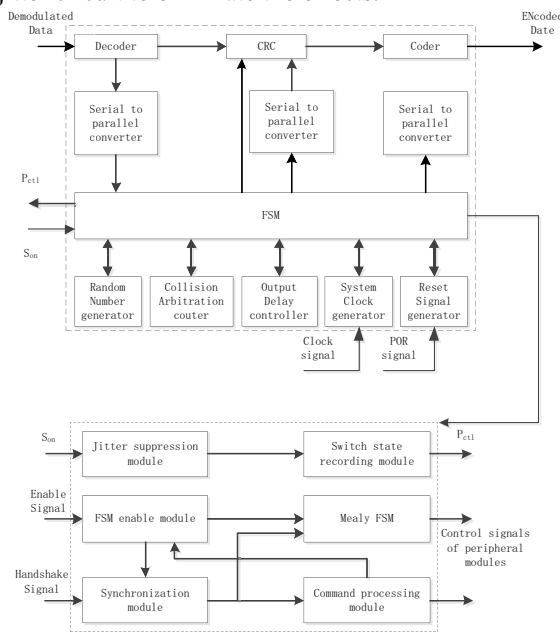 Demodulated
Data
ENcoded
Date
Decoder
CRC
Coder
Serial to
parallel
converter
Serial to
parallel
converter
Serial to
parallel
converter
Pctl
FSM
Son
Random
Number
generator
Collision
Arbitration
couter
Output
Delay
controller
System
Clock
generator
Reset
Signal
generator
Clock
signal
POR
signal
Son
Jitter suppression
module
Switch state
recording module
Pctl
Enable
Signal
FSM enable module
Mealy FSM
Control signals
of peripheral
modules
Handshake
Signal
Synchronization
module
Command processing
module